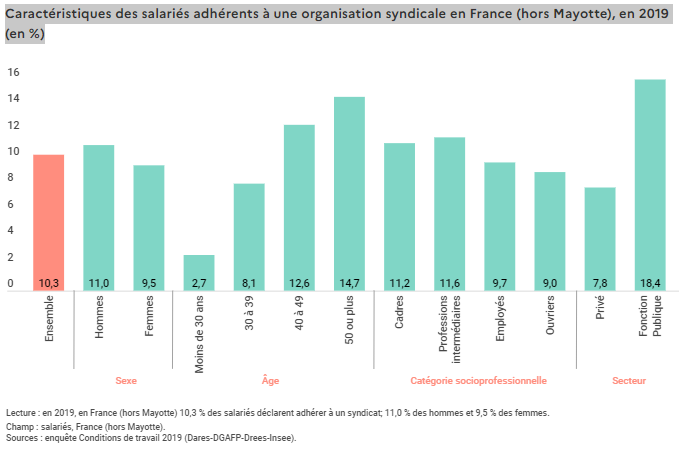 Caractéristiques des salariés adhérents à une organisation syndicale en France (hors Mayotte), en 2019
(en %)
16
14
12
10
8
6
4
2
0
10,3
11,0
9,5
2,7
8,1
12,6
14,7
11,2
11,6
9,7
9,0
7,8
18,4
Ensemble
Hommes
Femmes
Moins de 30 ans
30 à 39
40 à 49
50 ou plus
Cadres
Professions
intermédiaires
Employés
Ouvriers
Privé
Fonction
Publique
Sexe
Âge
Catégorie socioprofessionnelle
Secteur
Lecture : en 2019, en France (hors Mayotte) 10,3 % des salariés déclarent adhérer à un syndicat; 11,0 % des hommes et 9,5 % des femmes.
Champ : salariés, France (hors Mayotte).
Sources : enquête Conditions de travail 2019 (Dares-DGAFP-Drees-Insee).